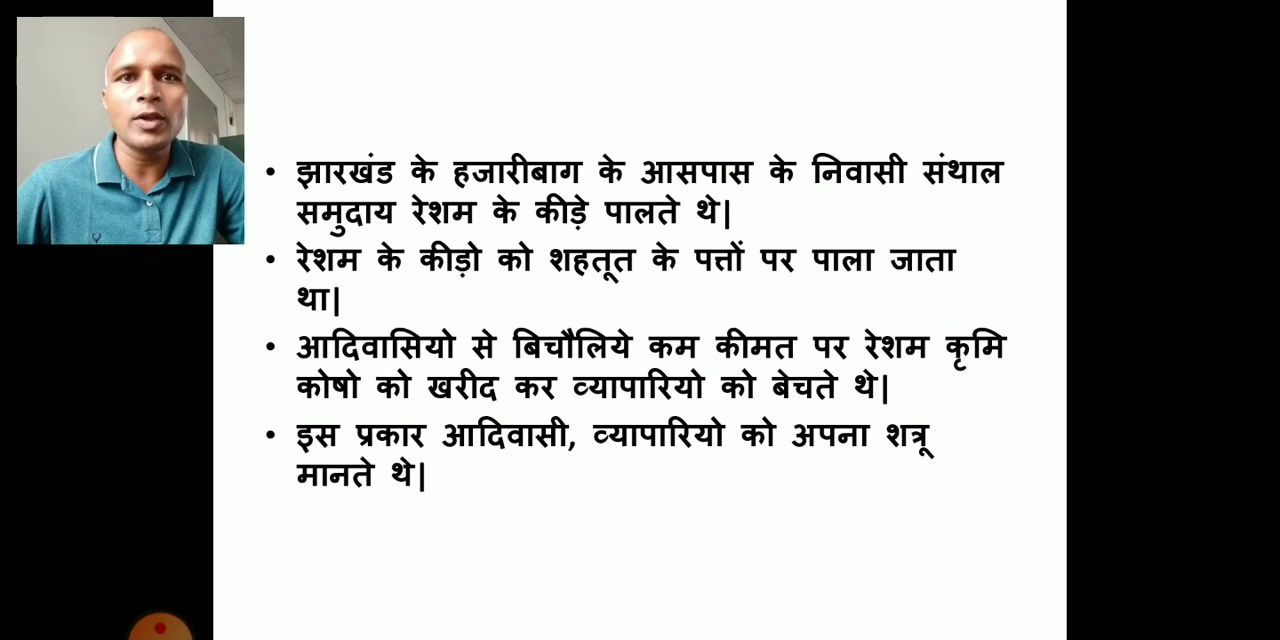 • झारखंड के हजारीबाग के आसपास के निवासी संथाल
समुदाय रेशम के कीड़े पालते थे|
• रेशम के कीड़ो को शहतूत के पत्तों पर पाला जाता
था|
• आदिवासियो से बिचौलिये कम कीमत पर रेशम कृमि
कोषो को खरीद कर व्यापारियो को बेचते थे|
• इस प्रकार आदिवासी, व्यापारियो को अपना शत्रू
मानते थे|